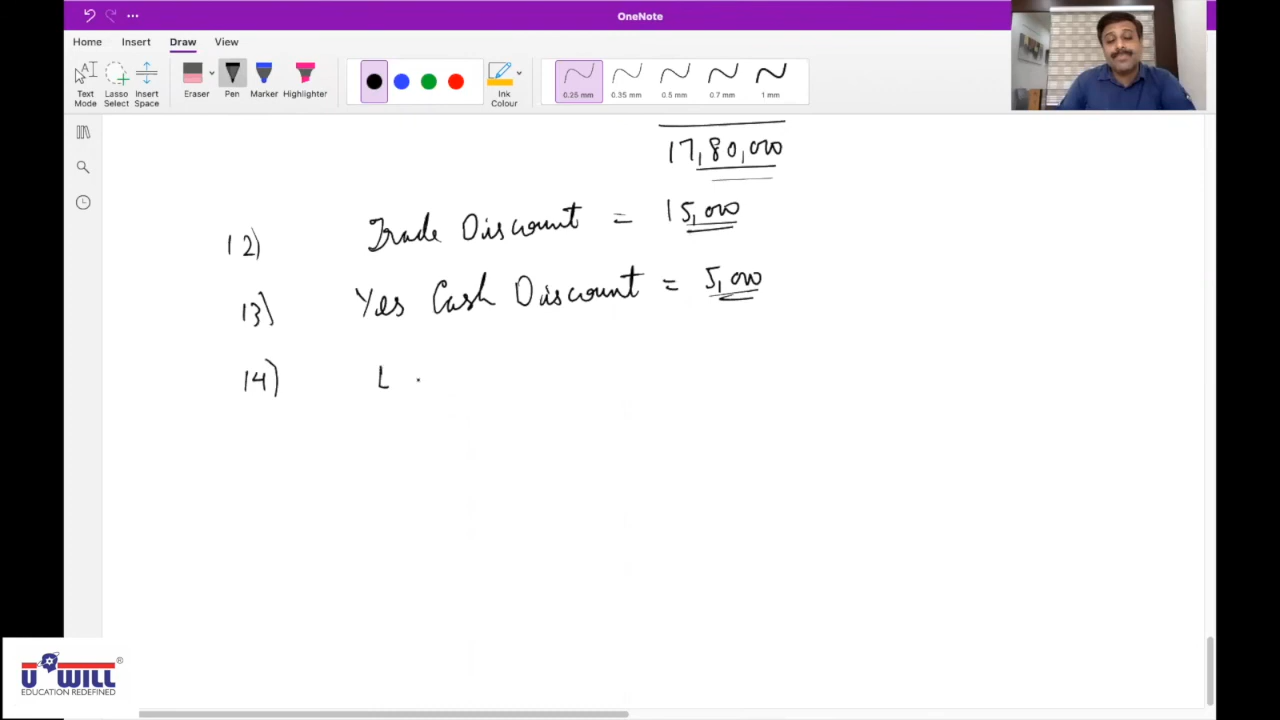 OneNote
Home Insert Draw View
Text Mode
Lasso Select
Insert Space
Eraser
Pen
Marker
Highlighter
Ink Colour
0.25 mm
0.35 mm
0.5 mm
0.7 mm
1 mm
17,80,000
12) Trade Discount = 15,000
13) Yes Cash Discount = 5,000
14) L
U WILL ®
EDUCATION REDEFINED